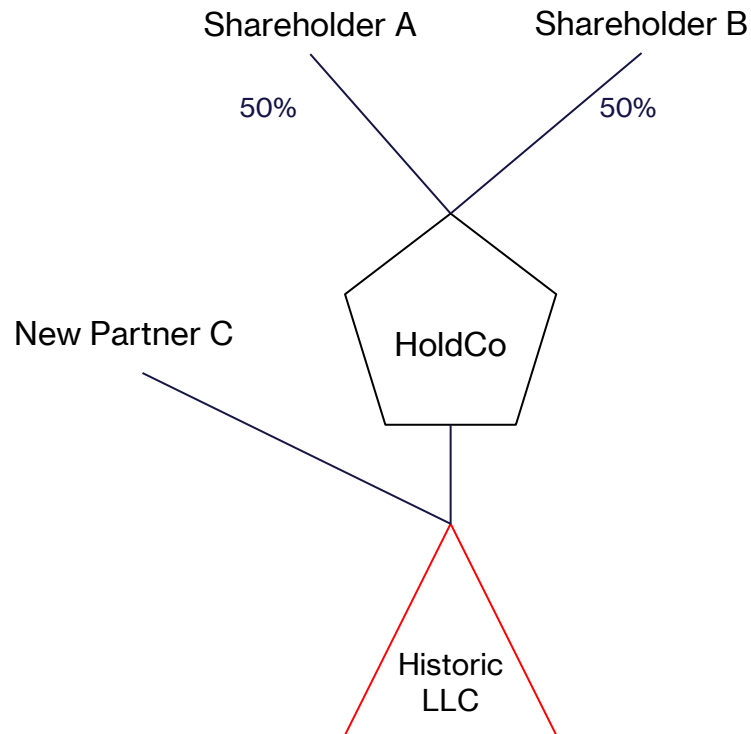 Shareholder A
Shareholder B
50%
50%
HoldCo
New Partner C
Historic
LLC